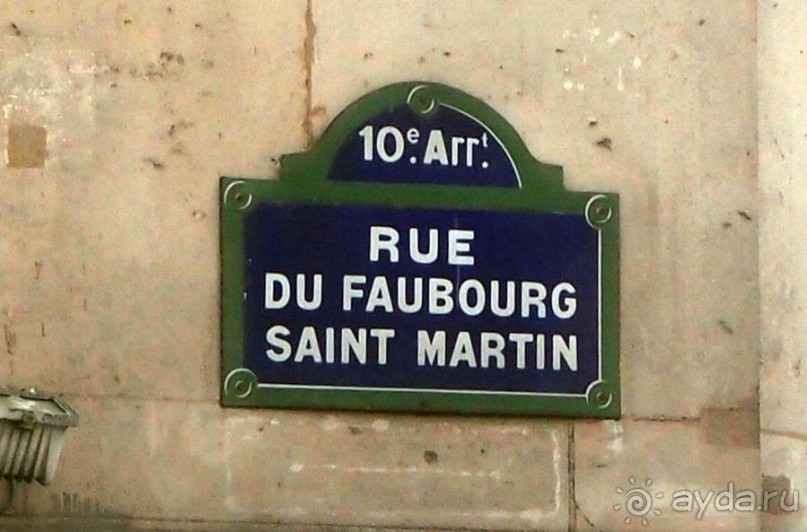 10e. Arrt.
RUE
DU FAUBOURG
SAINT MARTIN
ayda.ru